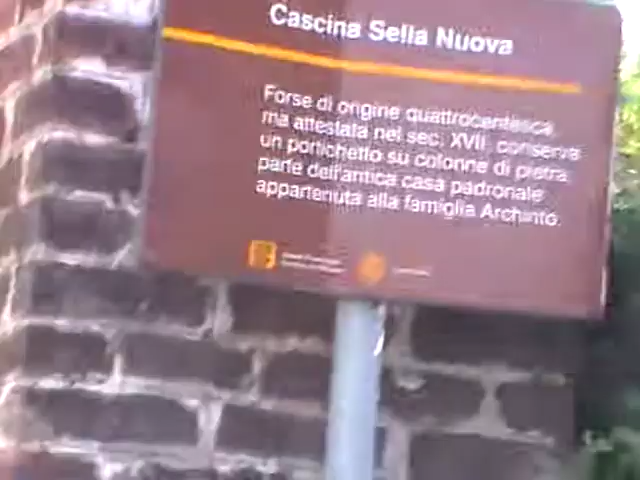 Cascina Sella Nuova
Forse di origine quattrocentesca,
ma attestata nel sec. XVII, conserva
un portichetto su colonne di pietra
parte dell'antica casa padronale
appartenuta alla famiglia Archinto.